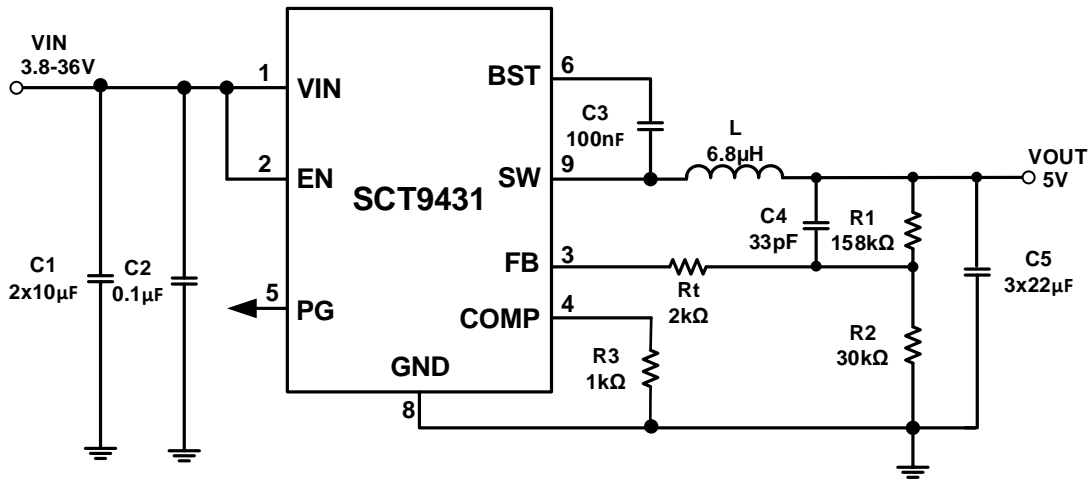 VIN
3.8-36V
1
VIN
2
EN
SCT9431
5
PG
GND
8
BST
6
SW
9
FB
3
COMP
4
C1
2x10µF
C2
0.1µF
C3
100nF
L
6.8µH
VOUT
5V
C4
33pF
R1
158kΩ
C5
3x22µF
Rt
2kΩ
R2
30kΩ
R3
1kΩ